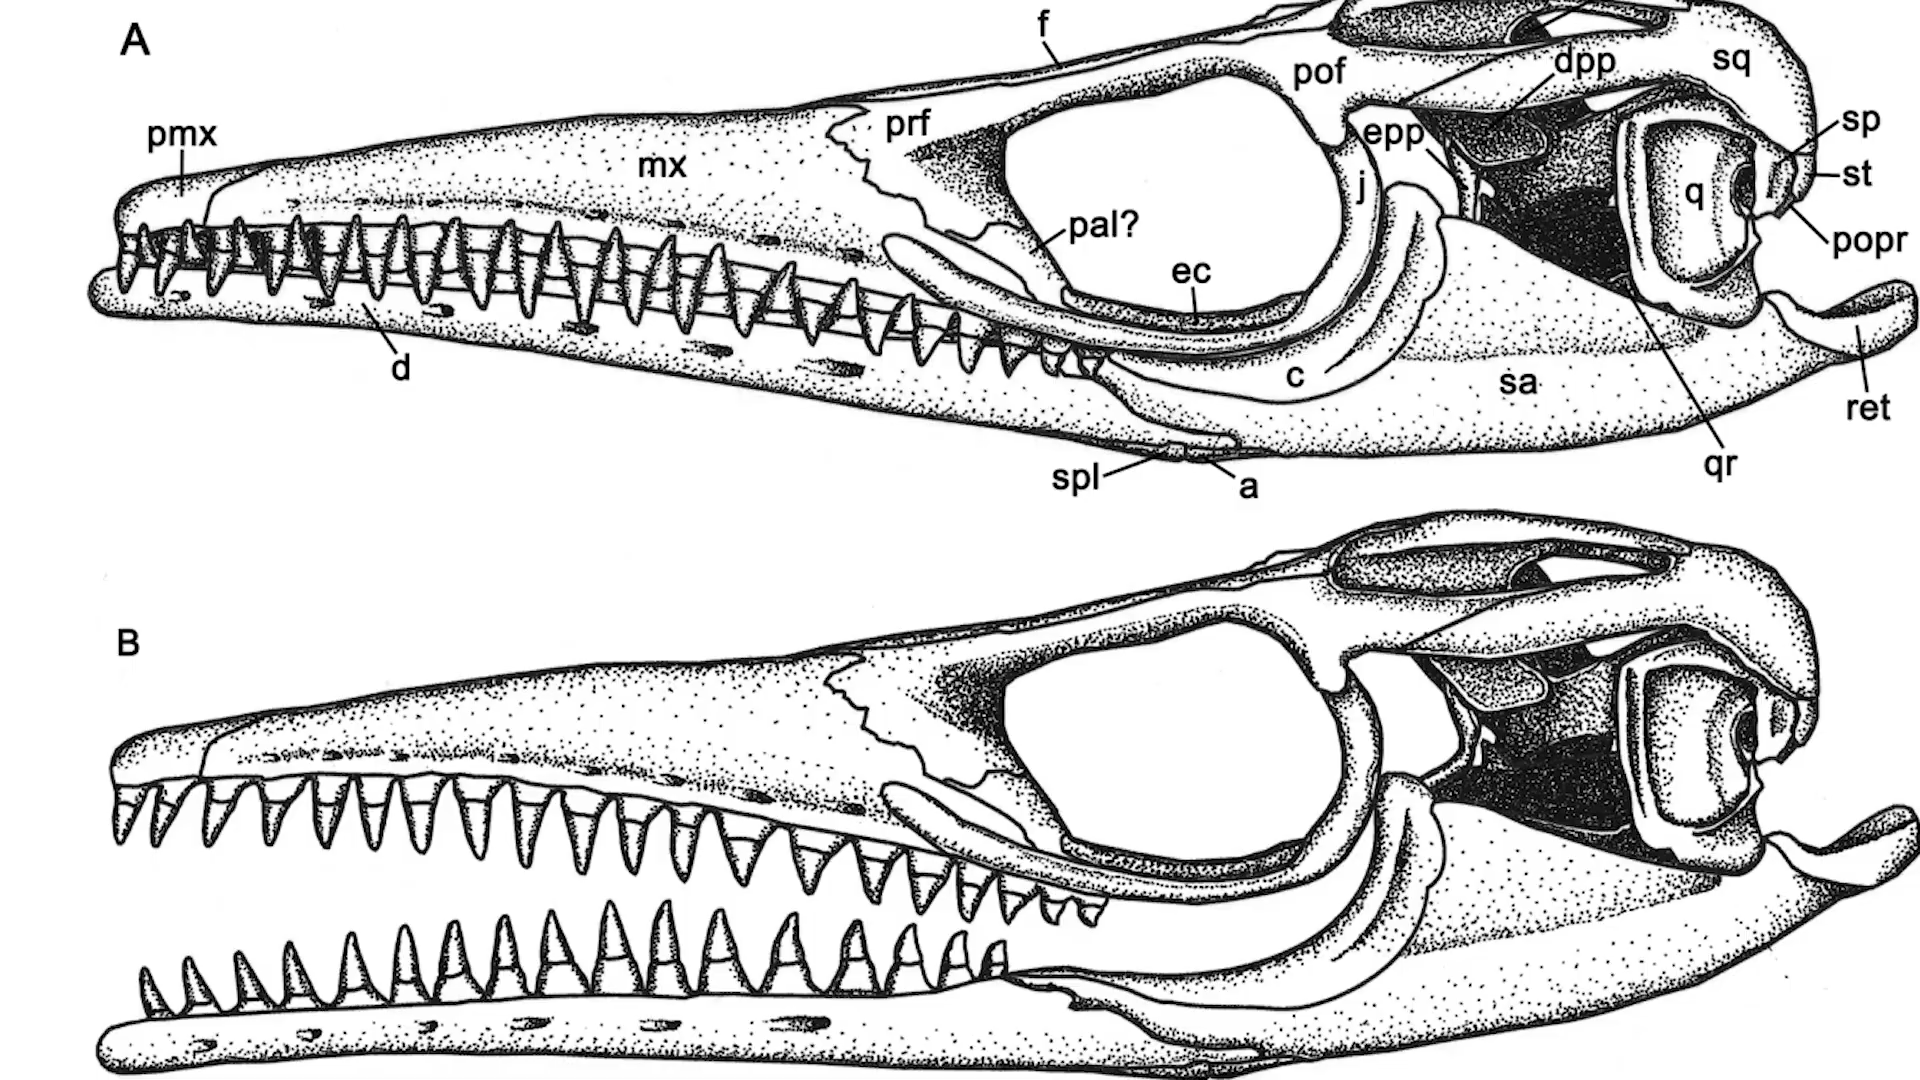 A
f
pof
dpp
sq
pmx
prf
epp
sp
mx
j
q
st
pal?
popr
ec
d
c
sa
ret
spl
a
qr
B